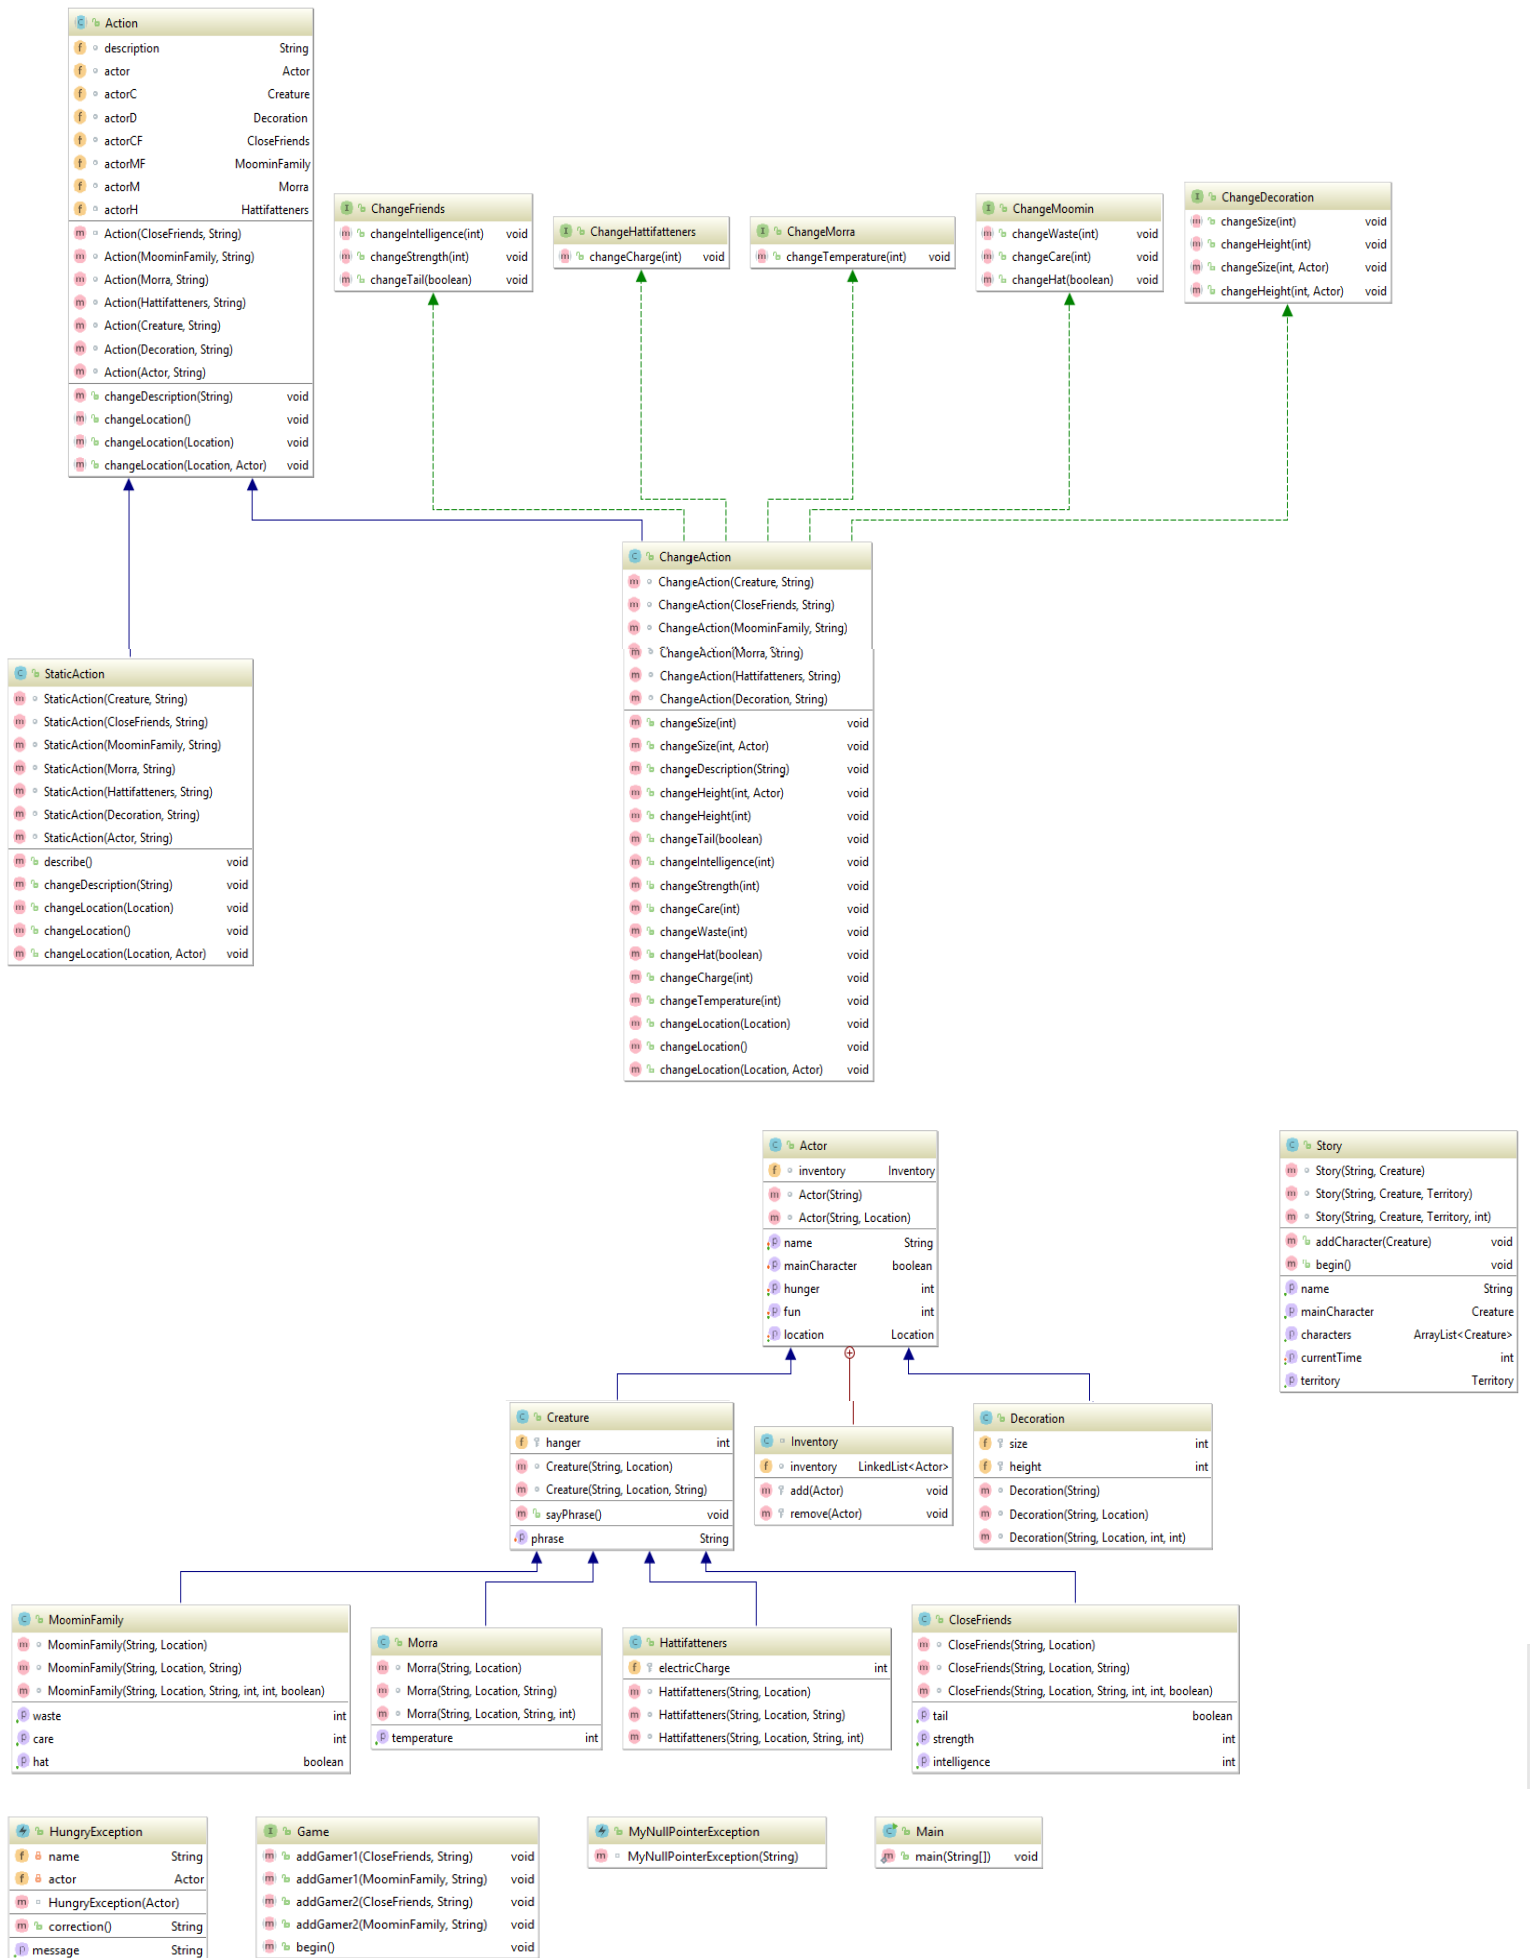 Action
description String
actor Actor
actorC Creature
actorD Decoration
actorCF CloseFriends
actorMF MoominFamily
actorM Morra
actorH Hattifatteners
Action(CloseFriends, String)
Action(MoominFamily, String)
Action(Morra, String)
Action(Hattifatteners, String)
Action(Creature, String)
Action(Decoration, String)
Action(Actor, String)
changeDescription(String) void
changeLocation() void
changeLocation(Location) void
changeLocation(Location, Actor) void
ChangeFriends
changeIntelligence(int) void
changeStrength(int) void
changeTail(boolean) void
ChangeHattifatteners
changeCharge(int) void
ChangeMorra
changeTemperature(int) void
ChangeMoomin
changeWaste(int) void
changeCare(int) void
changeHat(boolean) void
ChangeDecoration
changeSize(int) void
changeHeight(int) void
changeSize(int, Actor) void
changeHeight(int, Actor) void
ChangeAction
ChangeAction(Creature, String)
ChangeAction(CloseFriends, String)
ChangeAction(MoominFamily, String)
ChangeAction(Morra, String)
ChangeAction(Hattifatteners, String)
ChangeAction(Decoration, String)
changeSize(int) void
changeSize(int, Actor) void
changeDescription(String) void
changeHeight(int, Actor) void
changeHeight(int) void
changeTail(boolean) void
changeIntelligence(int) void
changeStrength(int) void
changeCare(int) void
changeWaste(int) void
changeHat(boolean) void
changeCharge(int) void
changeTemperature(int) void
changeLocation(Location) void
changeLocation() void
changeLocation(Location, Actor) void
StaticAction
StaticAction(Creature, String)
StaticAction(CloseFriends, String)
StaticAction(MoominFamily, String)
StaticAction(Morra, String)
StaticAction(Hattifatteners, String)
StaticAction(Decoration, String)
StaticAction(Actor, String)
describe() void
changeDescription(String) void
changeLocation(Location) void
changeLocation() void
changeLocation(Location, Actor) void
Actor
inventory Inventory
Actor(String)
Actor(String, Location)
name String
mainCharacter boolean
hunger int
fun int
location Location
Story
Story(String, Creature)
Story(String, Creature, Territory)
Story(String, Creature, Territory, int)
addCharacter(Creature) void
begin() void
name String
mainCharacter Creature
characters ArrayList<Creature>
currentTime int
territory Territory
Creature
hanger int
Creature(String, Location)
Creature(String, Location, String)
sayPhrase() void
phrase String
Inventory
inventory LinkedList<Actor>
add(Actor) void
remove(Actor) void
Decoration
size int
height int
Decoration(String)
Decoration(String, Location)
Decoration(String, Location, int, int)
MoominFamily
MoominFamily(String, Location)
MoominFamily(String, Location, String)
MoominFamily(String, Location, String, int, int, boolean)
waste int
care int
hat boolean
Morra
Morra(String, Location)
Morra(String, Location, String)
Morra(String, Location, String, int)
temperature int
Hattifatteners
electricCharge int
Hattifatteners(String, Location)
Hattifatteners(String, Location, String)
Hattifatteners(String, Location, String, int)
CloseFriends
CloseFriends(String, Location)
CloseFriends(String, Location, String)
CloseFriends(String, Location, String, int, int, boolean)
tail boolean
strength int
intelligence int
HungryException
name String
actor Actor
HungryException(Actor)
correction() String
message String
Game
addGamer1(CloseFriends, String) void
addGamer1(MoominFamily, String) void
addGamer2(CloseFriends, String) void
addGamer2(MoominFamily, String) void
begin() void
MyNullPointerException
MyNullPointerException(String)
Main
main(String[]) void